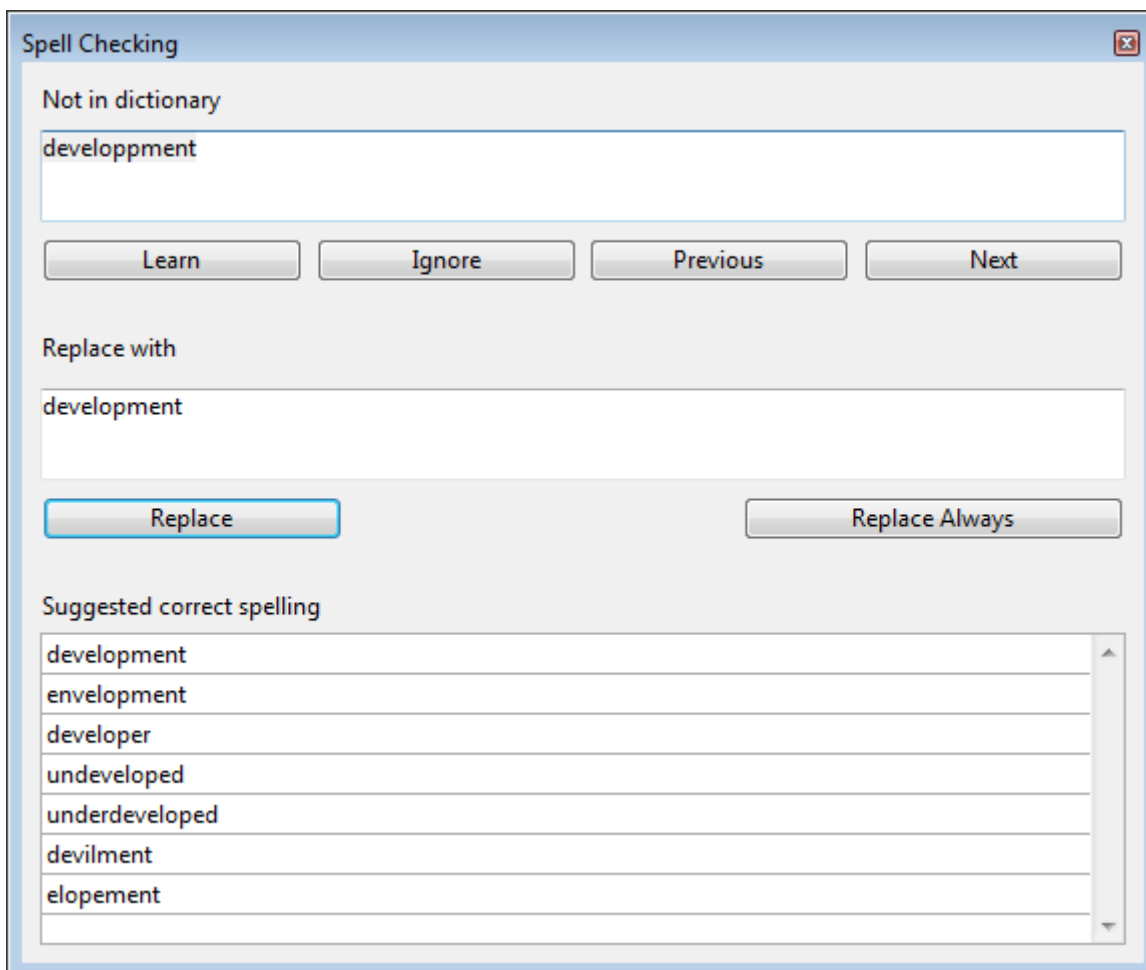 Spell Checking
Not in dictionary
developpment
Learn Ignore Previous Next
Replace with
development
Replace Replace Always
Suggested correct spelling
development
envelopment
developer
undeveloped
underdeveloped
devilment
elopement